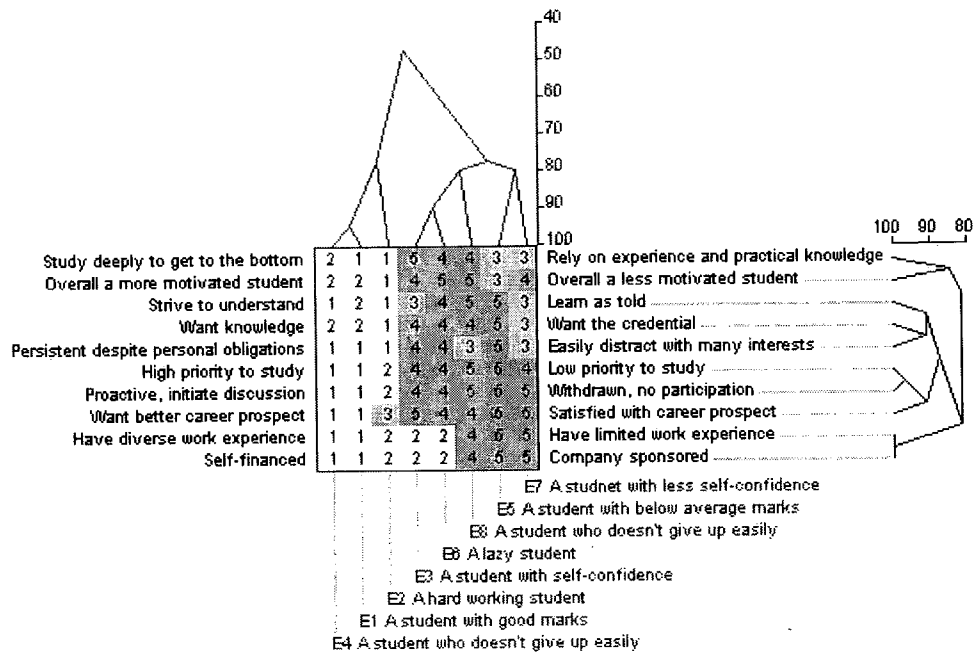 40
50
60
70
80
90
100
100 90 80
Study deeply to get to the bottom 2 1 1 5 4 4 3 3 Rely on experience and practical knowledge
Overall a more motivated student 2 2 1 4 5 5 3 4 Overall a less motivated student
Strive to understand 1 2 1 3 4 5 5 3 Learn as told
Want knowledge 2 2 1 4 4 4 5 3 Want the credential
Persistent despite personal obligations 1 1 1 4 4 3 5 3 Easily distract with many interests
High priority to study 1 1 2 4 4 5 5 4 Low priority to study
Proactive, initiate discussion 1 1 2 4 4 4 5 5 Withdrawn, no participation
Want better career prospect 1 1 3 5 4 4 5 5 Satisfied with career prospect
Have diverse work experience 1 1 2 2 2 4 5 5 Have limited work experience
Self-financed 1 1 2 2 2 4 5 5 Company sponsored
E7 A studnet with less self-confidence
E5 A student with below average marks
E8 A student who doesn't give up easily
E6 A lazy student
E3 A student with self-confidence
E2 A hard working student
E1 A student with good marks
E4 A student who doesn't give up easily